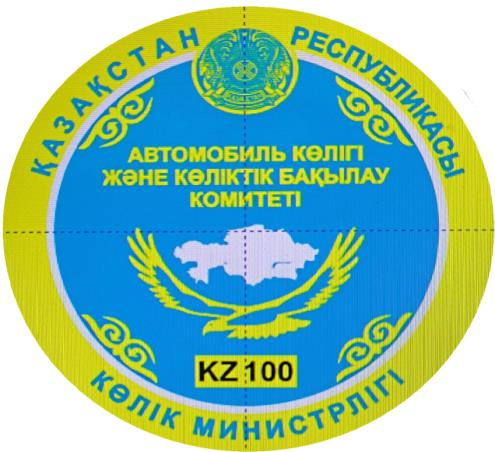 ҚАЗАҚСТАН РЕСПУБЛИКАСЫ
АВТОМОБИЛЬ КӨЛІГІ
ЖӘНЕ КӨЛІКТІК БАҚЫЛАУ
КОМИТЕТІ
KZ 100
КӨЛІК МИНИСТРЛІГІ